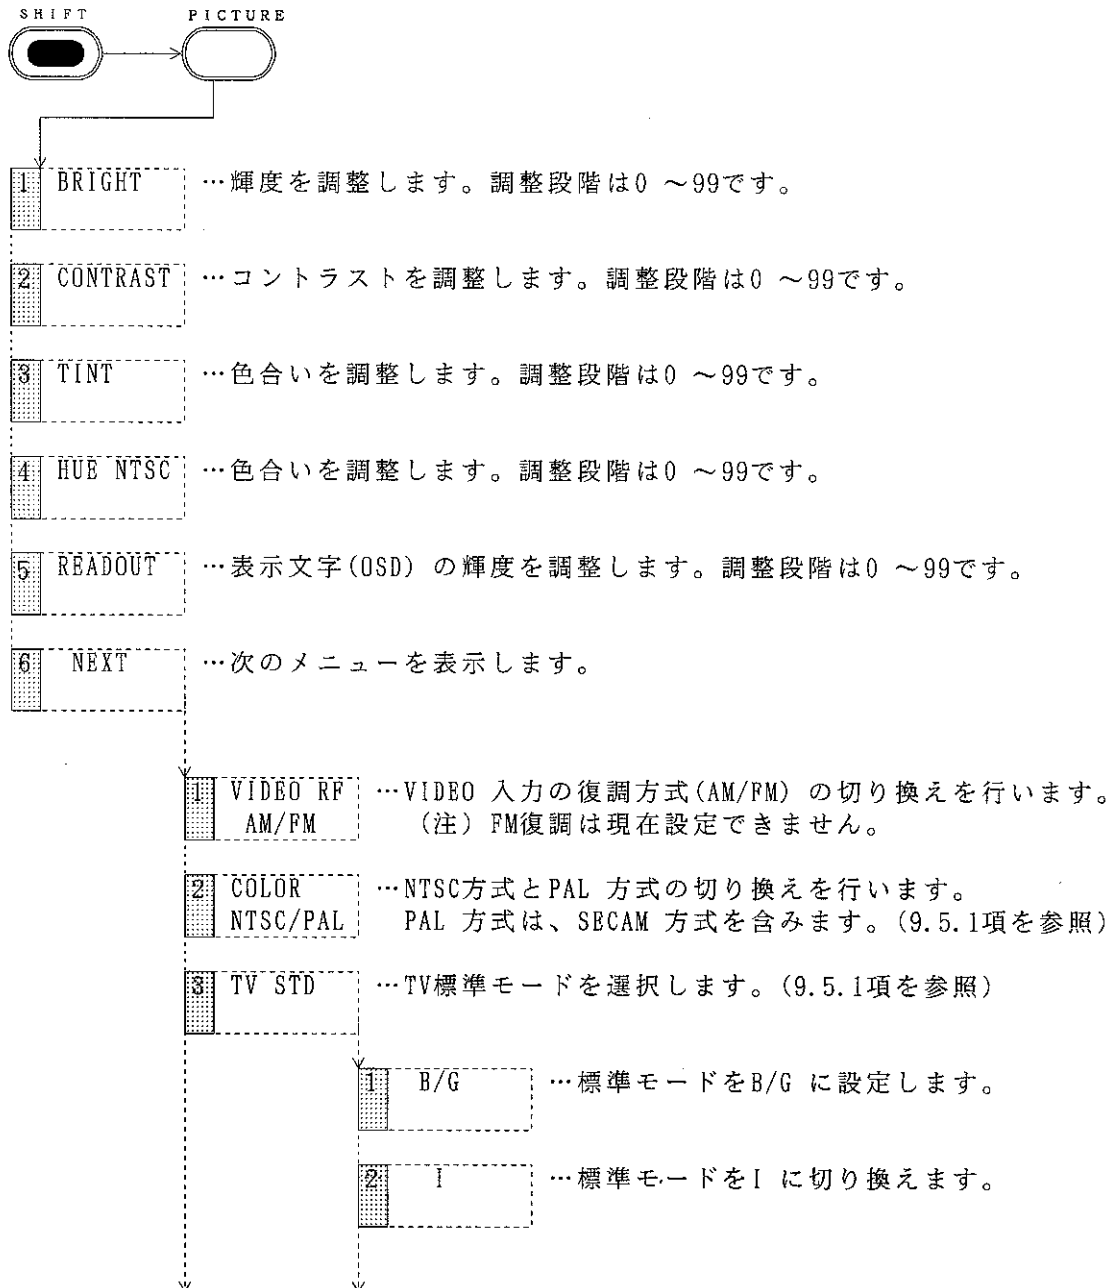 SHIFT PICTURE
1 BRIGHT …輝度を調整します。調整段階は0 ～99です。
2 CONTRAST …コントラストを調整します。調整段階は0 ～99です。
3 TINT …色合いを調整します。調整段階は0 ～99です。
4 HUE NTSC …色合いを調整します。調整段階は0 ～99です。
5 READOUT …表示文字(OSD) の輝度を調整します。調整段階は0 ～99です。
6 NEXT …次のメニューを表示します。
1 VIDEO RF …VIDEO 入力の復調方式(AM/FM) の切り換えを行います。
AM/FM （注）FM復調は現在設定できません。
2 COLOR …NTSC方式とPAL 方式の切り換えを行います。
NTSC/PAL PAL 方式は、SECAM 方式を含みます。(9.5.1項を参照)
3 TV STD …TV標準モードを選択します。(9.5.1項を参照)
1 B/G …標準モードをB/G に設定します。
2 I …標準モードをI に切り換えます。